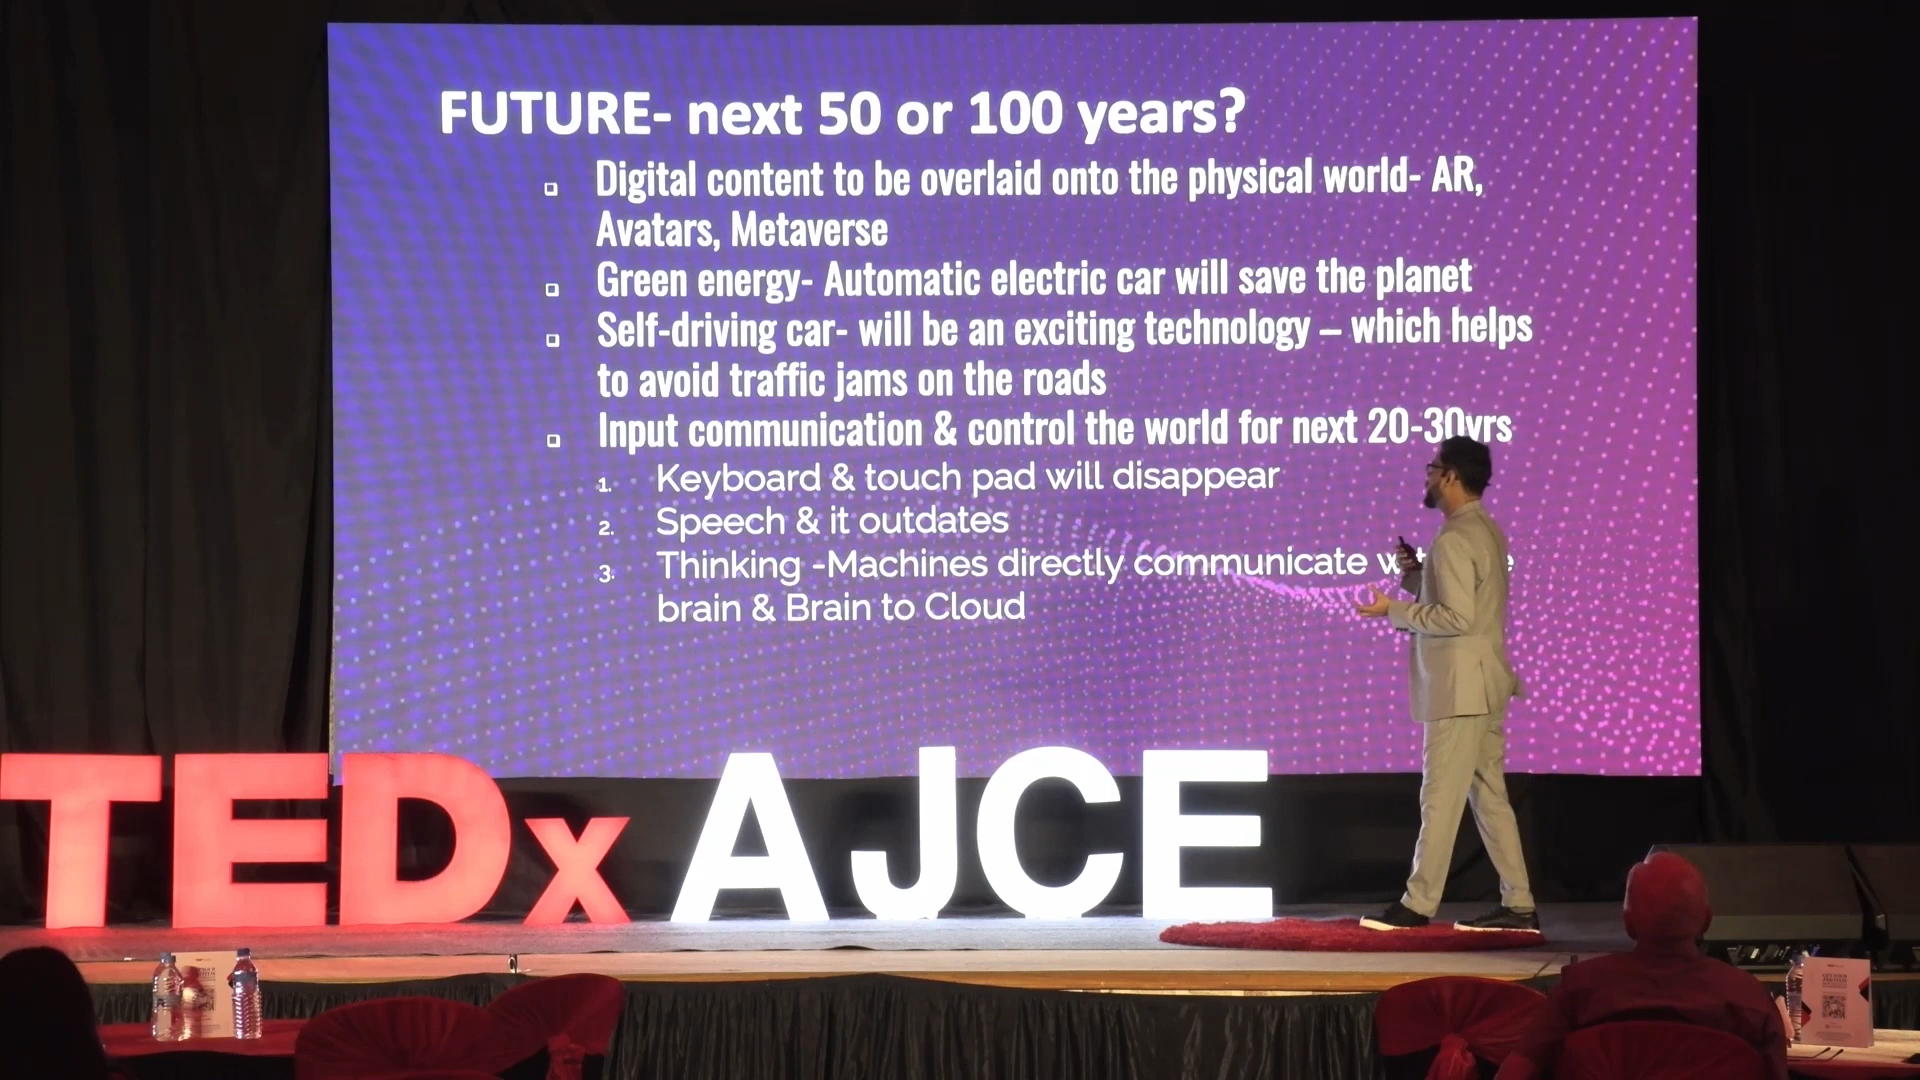 FUTURE- next 50 or 100 years?
Digital content to be overlaid onto the physical world- AR,
Avatars, Metaverse
Green energy- Automatic electric car will save the planet
Self-driving car- will be an exciting technology – which helps
to avoid traffic jams on the roads
Input communication & control the world for next 20-30yrs
1. Keyboard & touch pad will disappear
2. Speech & it outdates
3. Thinking -Machines directly communicate
brain & Brain to Cloud
TEDx AJCE